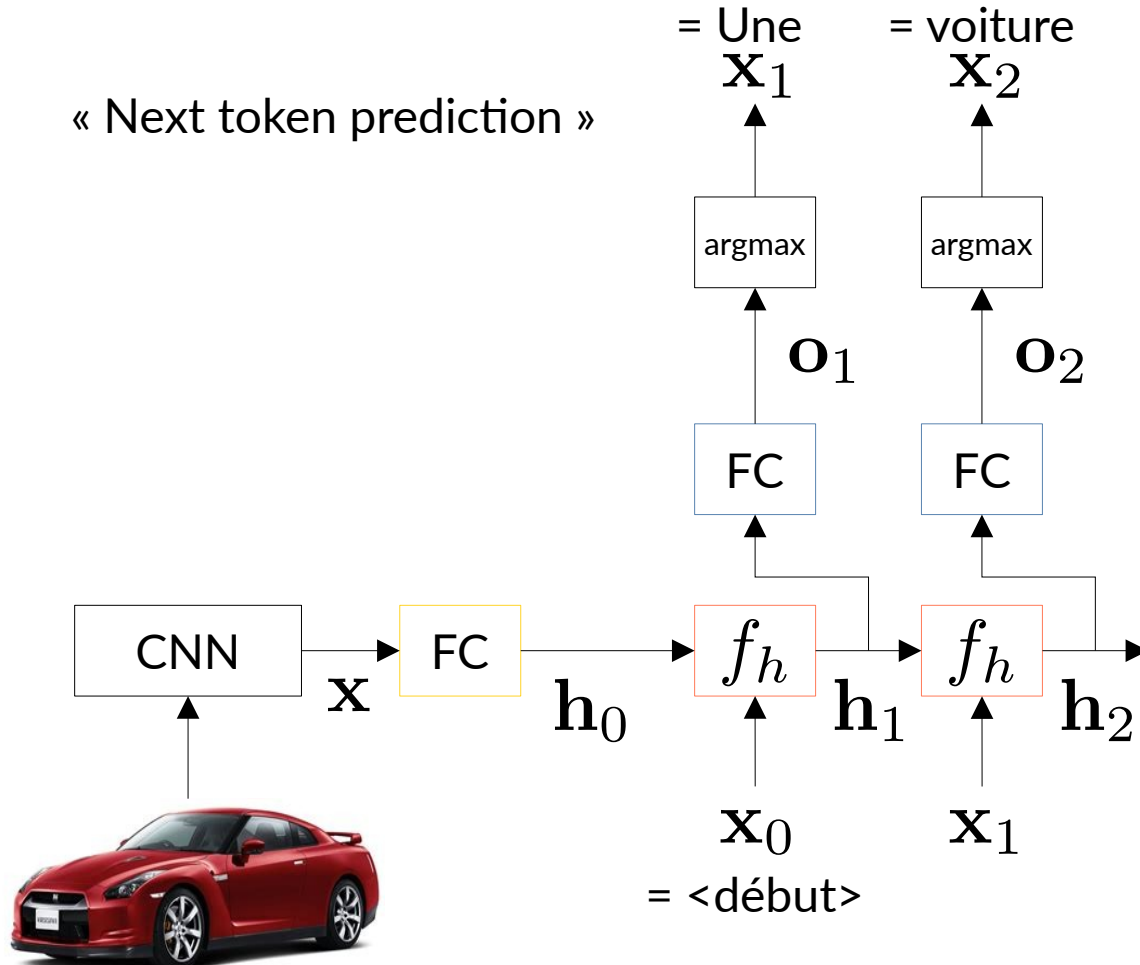 = Une
= voiture
x₁
x₂
« Next token prediction »
argmax
argmax
o₁
o₂
FC
FC
CNN
FC
fₕ
fₕ
x
h₀
h₁
h₂
x₀
x₁
= <début>